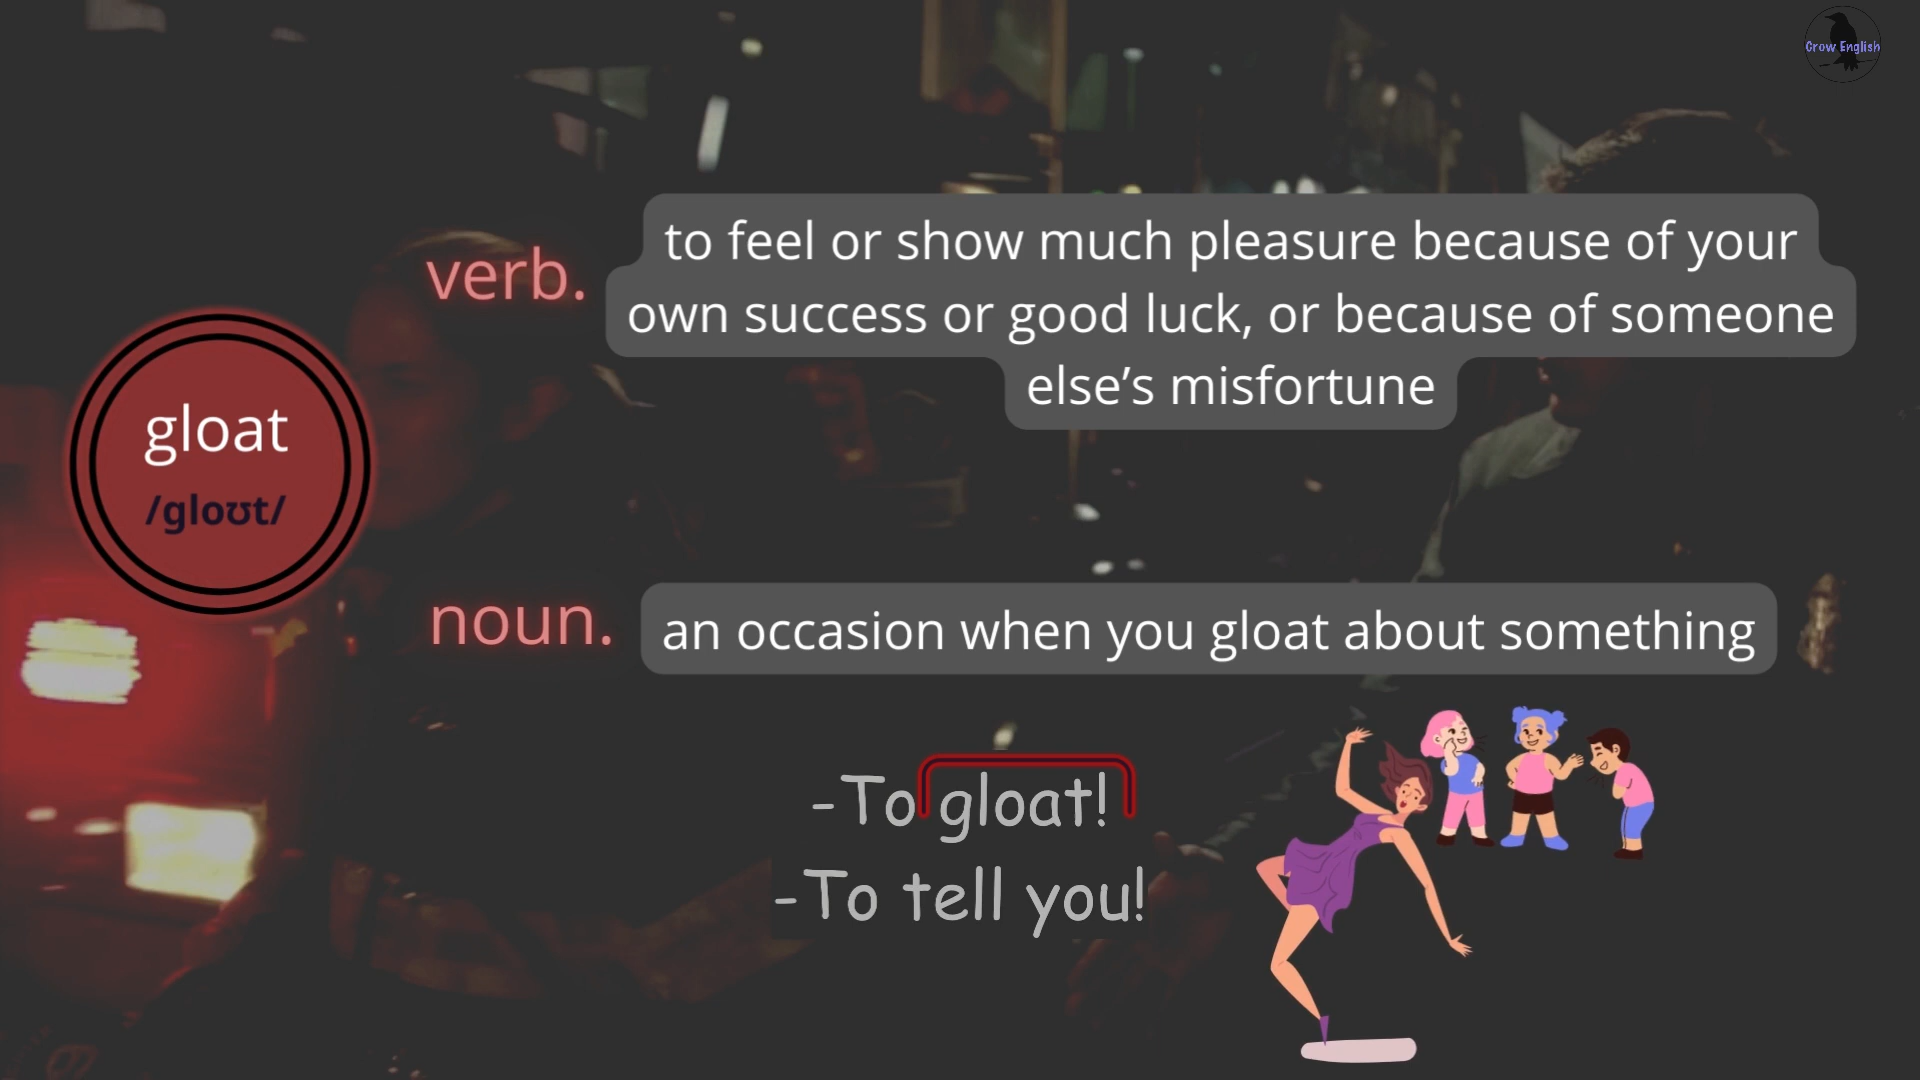 Crow English
verb.
to feel or show much pleasure because of your
own success or good luck, or because of someone
else’s misfortune
gloat
/gloʊt/
noun.
an occasion when you gloat about something
-To gloat!
-To tell you!